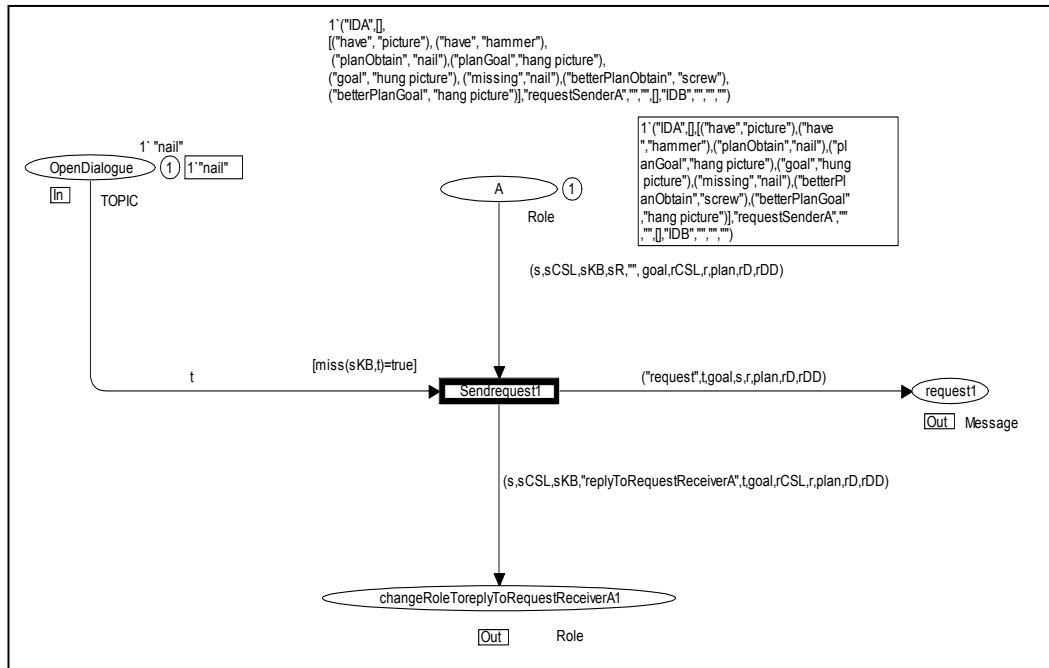 1`("IDA",[],
[("have", "picture"), ("have", "hammer"),
("planObtain", "nail"),("planGoal","hang picture"),
("goal", "hung picture"), ("missing","nail"),("betterPlanObtain", "screw"),
("betterPlanGoal", "hang picture")],"requestSenderA","","",[],"IDB","","","")
1`("IDA",[],[("have","picture"),("have
","hammer"),("planObtain","nail"),("pl
anGoal","hang picture"),("goal","hung
picture"),("missing","nail"),("betterPl
anObtain","screw"),("betterPlanGoal"
,"hang picture")],"requestSenderA",""
,"",[],"IDB","","","")
1` "nail"
OpenDialogue
1
1`"nail"
In
TOPIC
A
1
Role
(s,sCSL,sKB,sR,"", goal,rCSL,r,plan,rD,rDD)
[miss(sKB,t)=true]
t
Sendrequest1
("request",t,goal,s,r,plan,rD,rDD)
request1
Out
Message
(s,sCSL,sKB,"replyToRequestReceiverA",t,goal,rCSL,r,plan,rD,rDD)
changeRoleToreplyToRequestReceiverA1
Out
Role